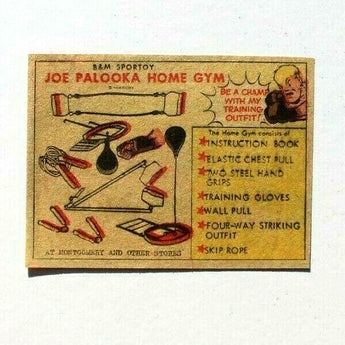 B&M SPORTOY
JOE PALOOKA HOME GYM
BE A CHAMP
WITH MY
TRAINING
OUTFIT!
The Home Gym consists of
INSTRUCTION BOOK
ELASTIC CHEST PULL
TWO STEEL HAND
GRIPS
TRAINING GLOVES
WALL PULL
FOUR-WAY STRIKING
OUTFIT
SKIP ROPE
AT MONTGOMERY AND OTHER STORES